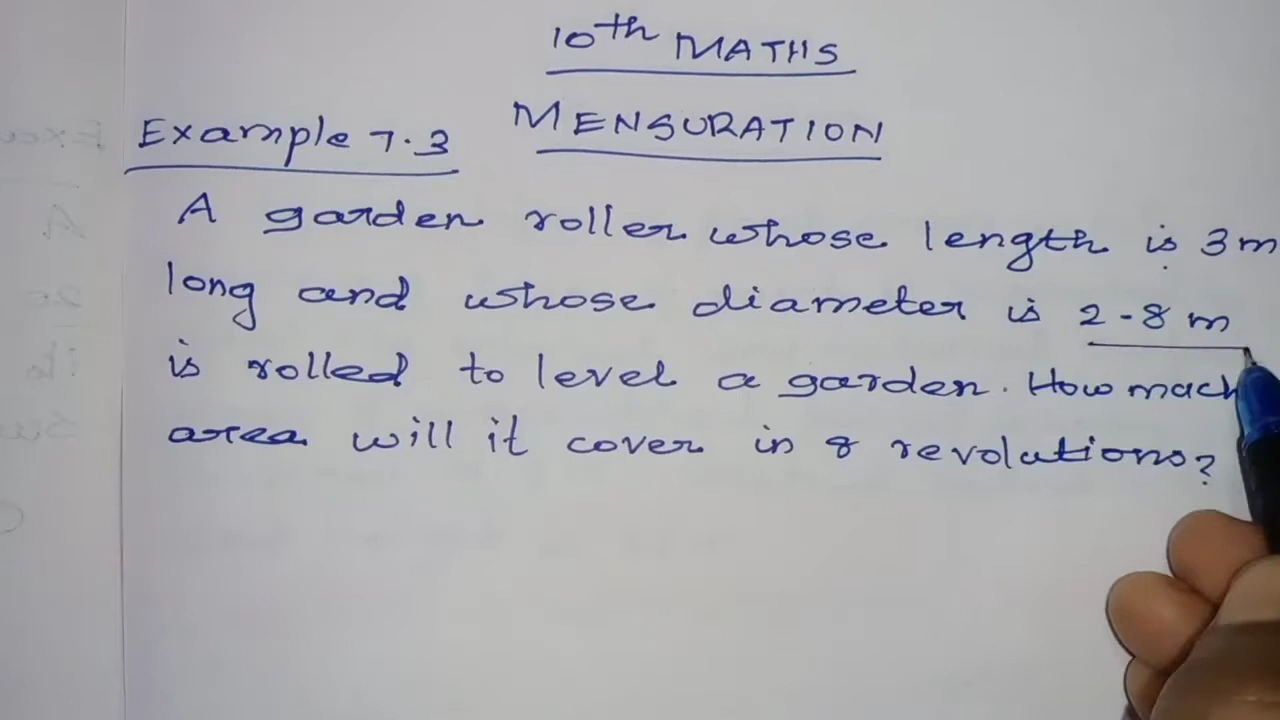 10th MATHS
MENSURATION
Example 7.3
A garden roller whose length is 3m
long and whose diameter is 2-8 m
is rolled to level a garden. How mach
area will it cover in 8 revolutions?